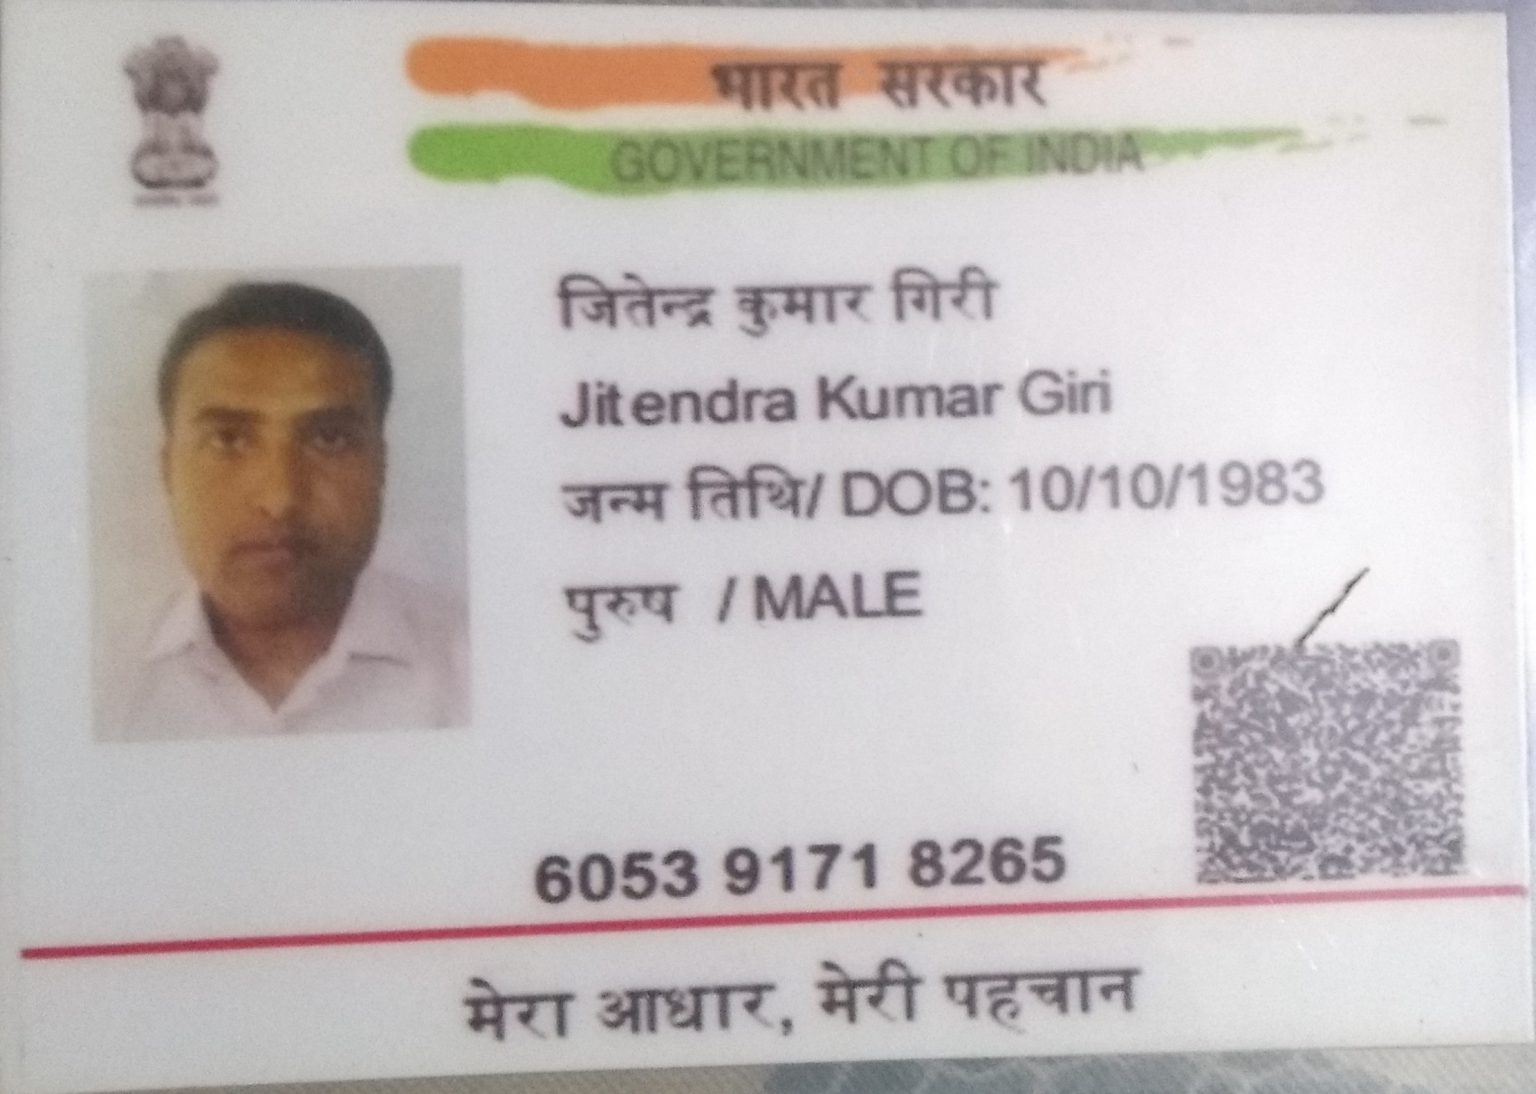 भारत सरकार
GOVERNMENT OF INDIA
जितेन्द्र कुमार गिरी
Jitendra Kumar Giri
जन्म तिथि/ DOB: 10/10/1983
पुरुष / MALE
6053 9171 8265
मेरा आधार, मेरी पहचान